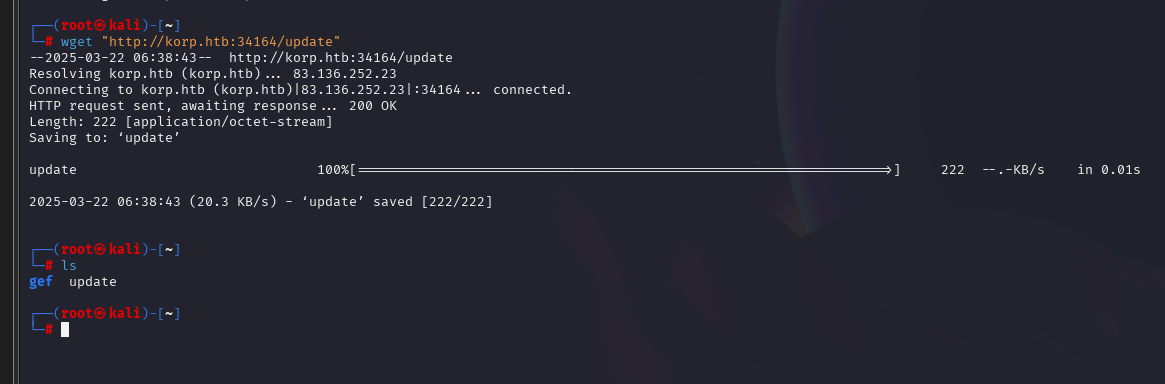 ┌──(root㉿kali)-[~]
└─# wget "http://korp.htb:34164/update"
--2025-03-22 06:38:43--  http://korp.htb:34164/update
Resolving korp.htb (korp.htb)... 83.136.252.23
Connecting to korp.htb (korp.htb)|83.136.252.23|:34164... connected.
HTTP request sent, awaiting response... 200 OK
Length: 222 [application/octet-stream]
Saving to: ‘update’
update 100%[===================================================================>] 222 --.-KB/s in 0.01s
2025-03-22 06:38:43 (20.3 KB/s) - ‘update’ saved [222/222]
┌──(root㉿kali)-[~]
└─# ls
gef  update
┌──(root㉿kali)-[~]
└─#